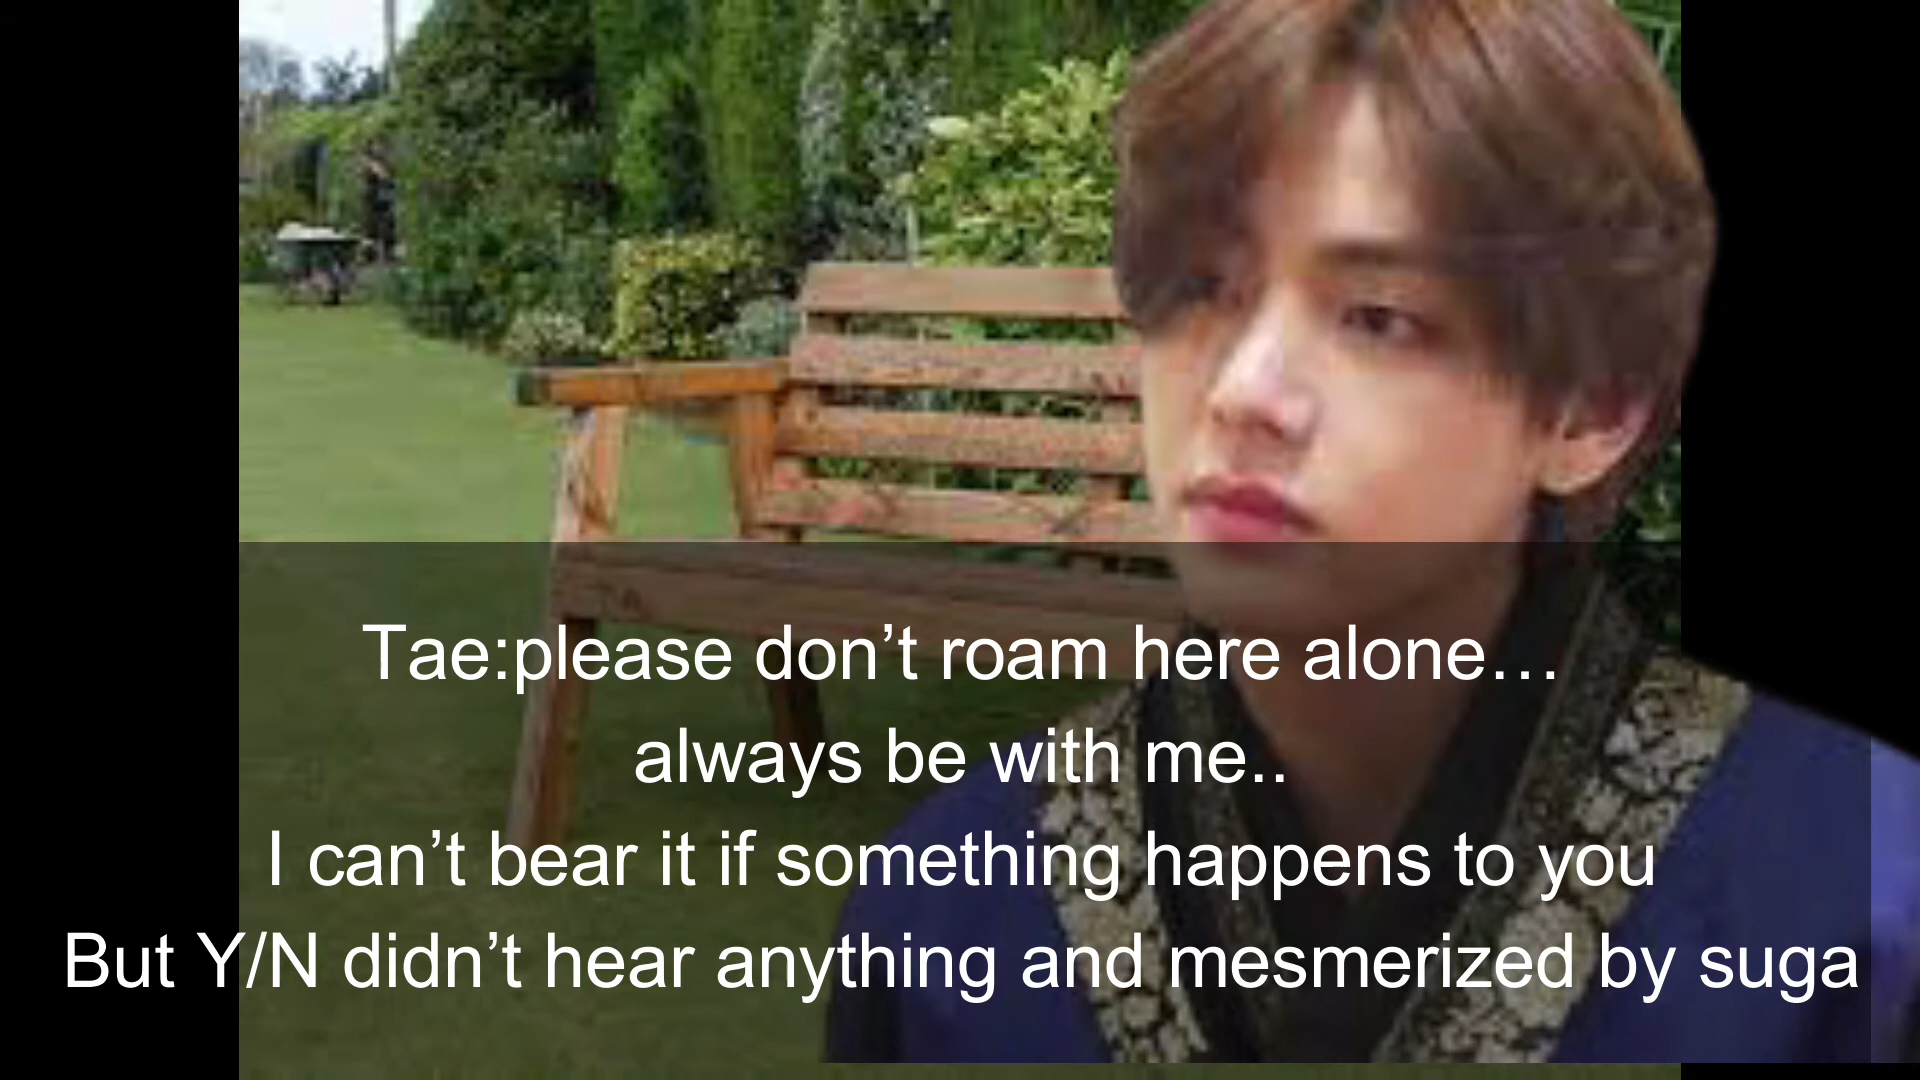 Tae:please don’t roam here alone…
always be with me..
I can’t bear it if something happens to you
But Y/N didn’t hear anything and mesmerized by suga